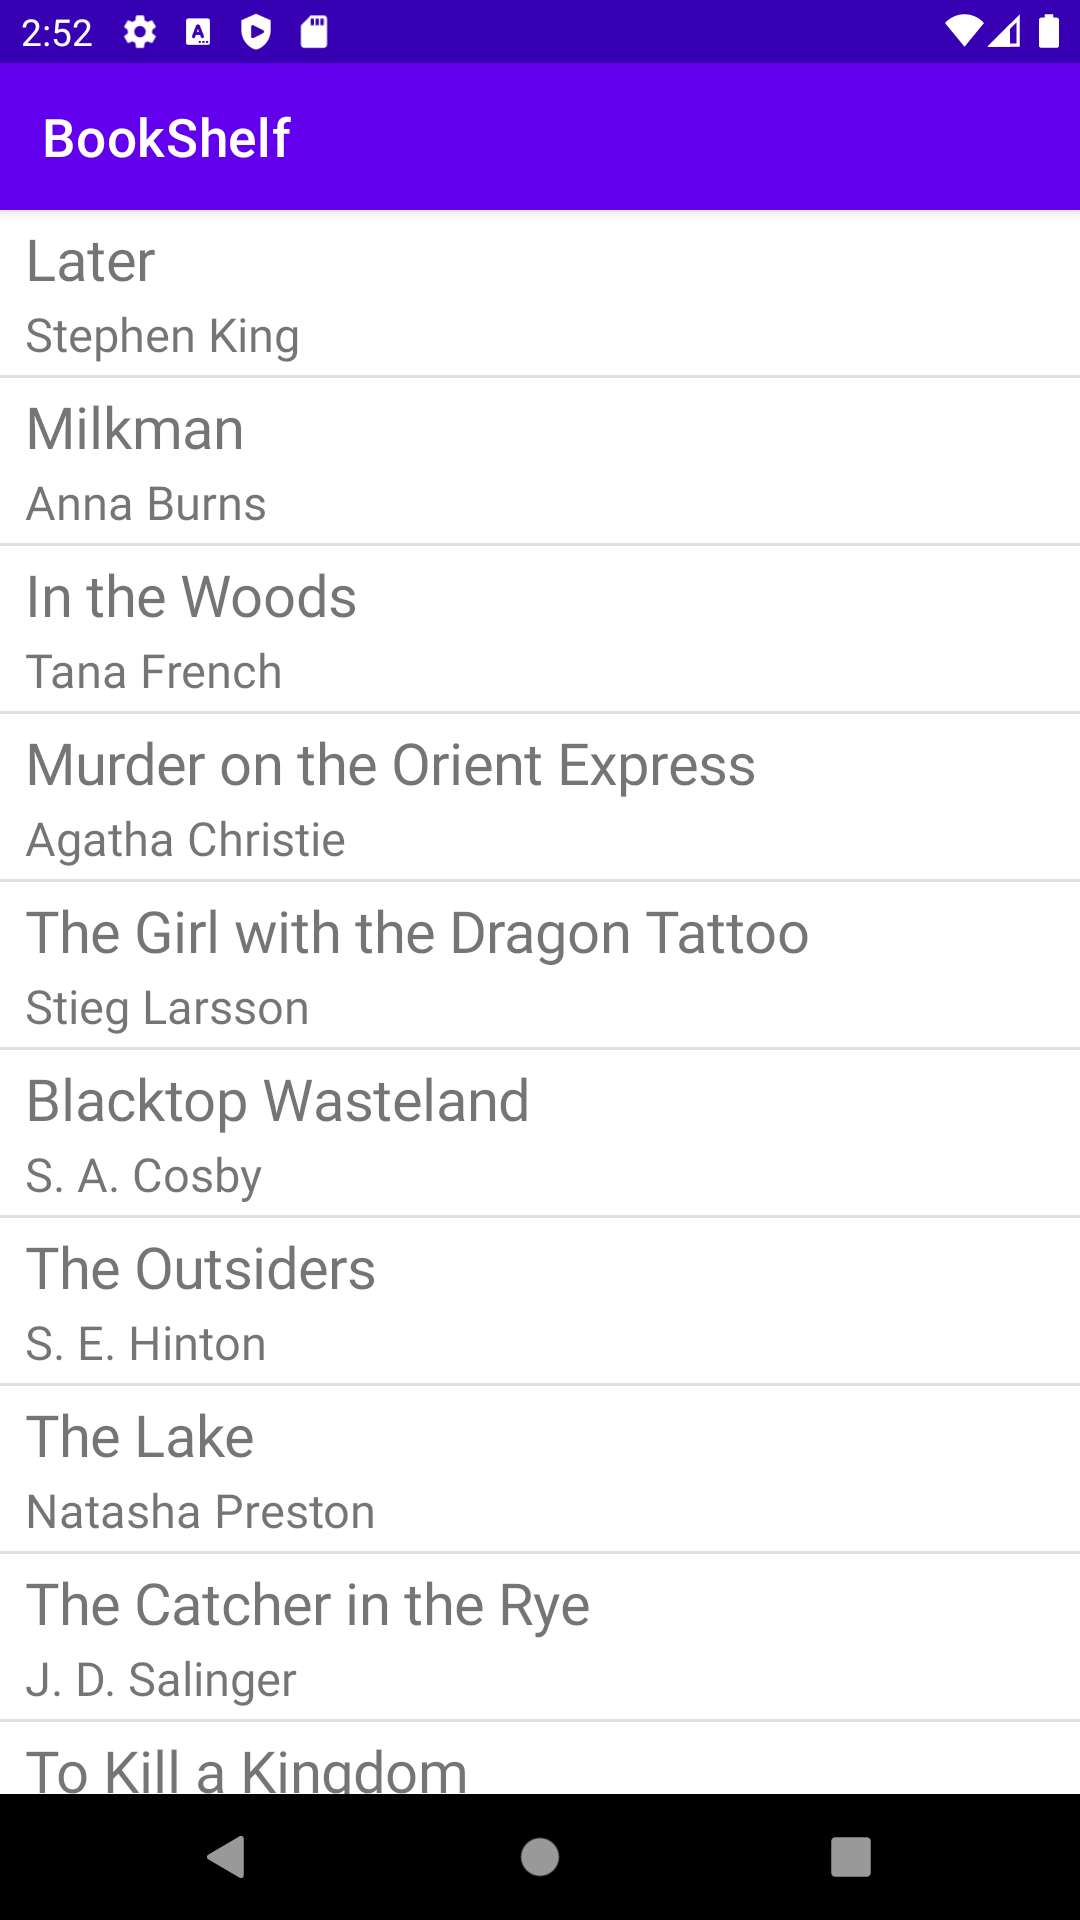 2:52
BookShelf
Later
Stephen King
Milkman
Anna Burns
In the Woods
Tana French
Murder on the Orient Express
Agatha Christie
The Girl with the Dragon Tattoo
Stieg Larsson
Blacktop Wasteland
S. A. Cosby
The Outsiders
S. E. Hinton
The Lake
Natasha Preston
The Catcher in the Rye
J. D. Salinger
To Kill a Kingdom